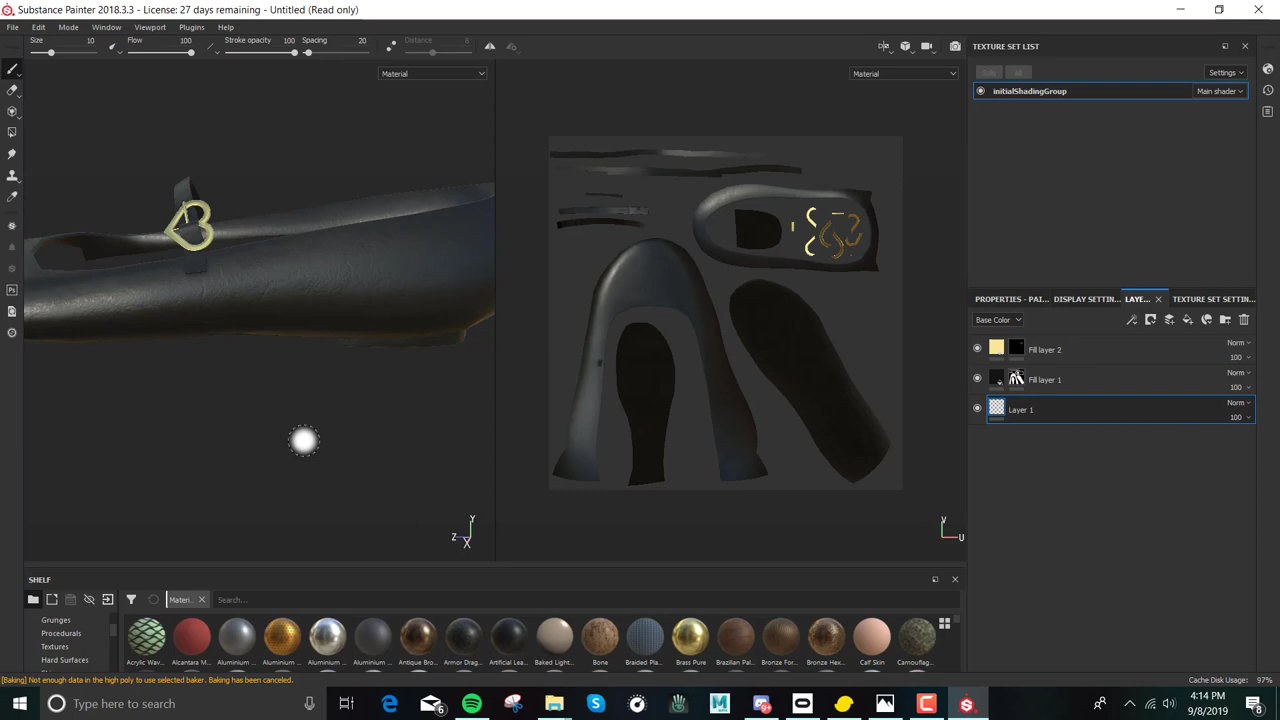 Substance Painter 2018.3.3 - License: 27 days remaining - Untitled (Read only)
File Edit Mode Window Viewport Plugins Help
Size 10 Flow 100 Stroke opacity 100 Spacing 20 Distance 8
Material Material
TEXTURE SET LIST
Solo All Settings
initialShadingGroup Main shader
PROPERTIES - PAI... DISPLAY SETTIN... LAYE... TEXTURE SET SETTIN...
Base Color
Fill layer 2 Norm
100
Fill layer 1 Norm
100
Layer 1 Norm
100
Y
Z X
V
U
SHELF
Materi... Search...
Grunges
Procedurals
Textures
Hard Surfaces
Acrylic Wav... Alcantara M... Aluminium ... Aluminium ... Aluminium ... Aluminium ... Antique Bro... Armor Drag... Artificial Lea... Baked Light... Bone Braided Pla... Brass Pure Brazilian Pal... Bronze For... Bronze Hex... Calf Skin Camouflag...
[Baking] Not enough data in the high poly to use selected baker. Baking has been canceled. Cache Disk Usage: 97%
Type here to search
4:14 PM
9/8/2019